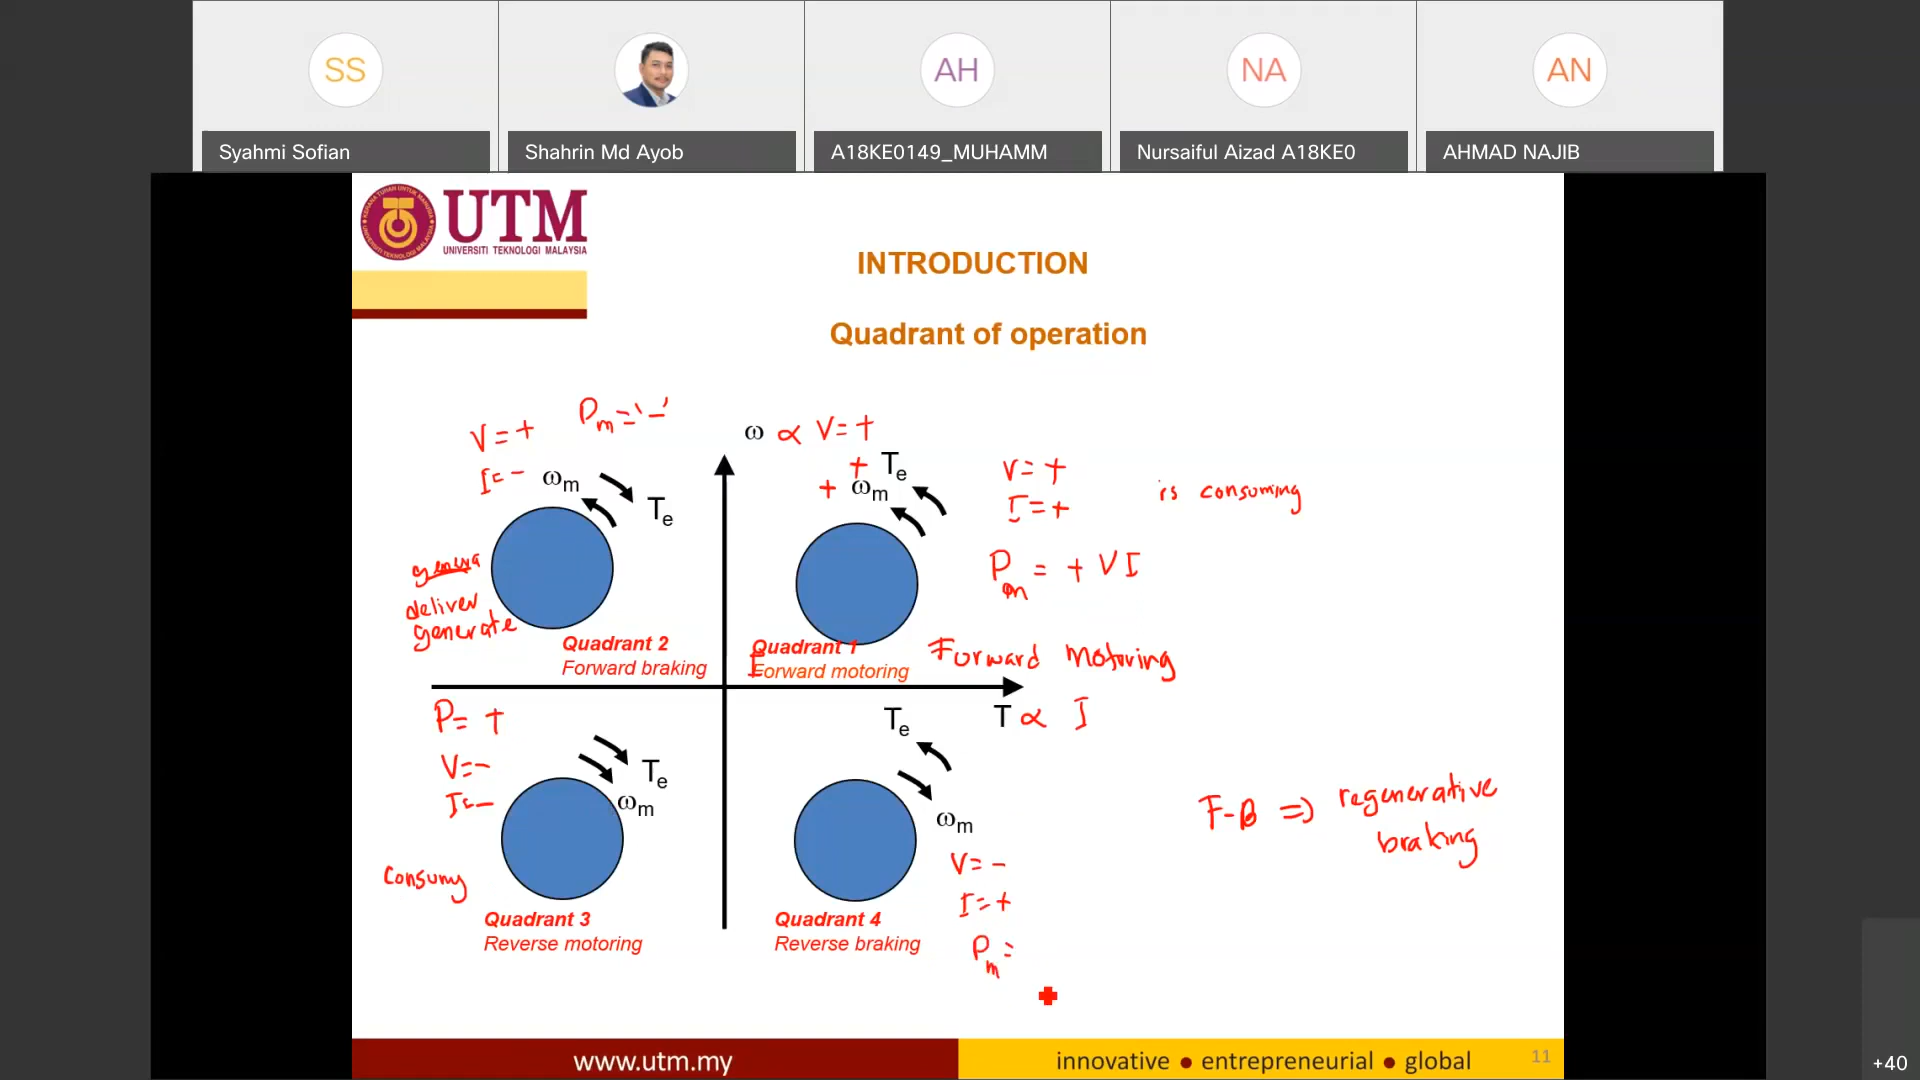 SS
AH
NA
AN
Syahmi Sofian
Shahrin Md Ayob
A18KE0149_MUHAMM
Nursaiful Aizad A18KE0
AHMAD NAJIB
UTM
UNIVERSITI TEKNOLOGI MALAYSIA
INTRODUCTION
Quadrant of operation
V = +
Pm = '-'
I = -
ωm
Te
genera
deliver
generate
Quadrant 2
Forward braking
ω ∝ V = +
+ Te
+ ωm
V = +
I = +
is consuming
Pm = + VI
Quadrant 1
Forward motoring
Forward Motoring
T ∝ I
P = +
V = -
I = -
Te
ωm
Consumy
Quadrant 3
Reverse motoring
Te
ωm
V = -
I = +
Pm =
Quadrant 4
Reverse braking
F-B => regenerative
braking
www.utm.my
innovative ● entrepreneurial ● global
11
+40